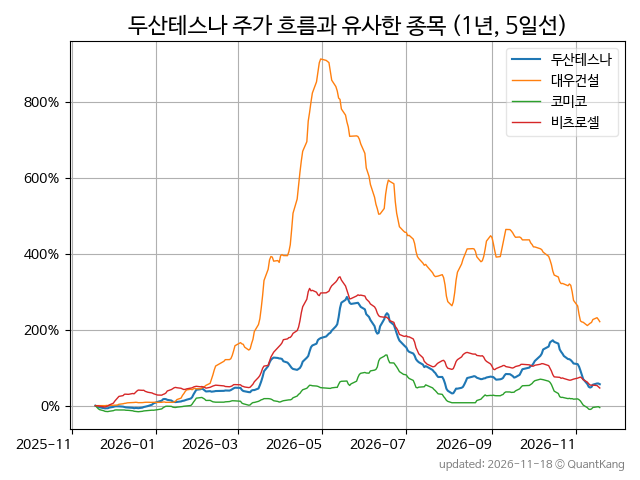 두산테스나 주가 흐름과 유사한 종목 (1년, 5일선)
두산테스나
대우건설
코미코
비츠로셀
800%
600%
400%
200%
0%
2025-11 2026-01 2026-03 2026-05 2026-07 2026-09 2026-11
updated: 2026-11-18 © QuantKang